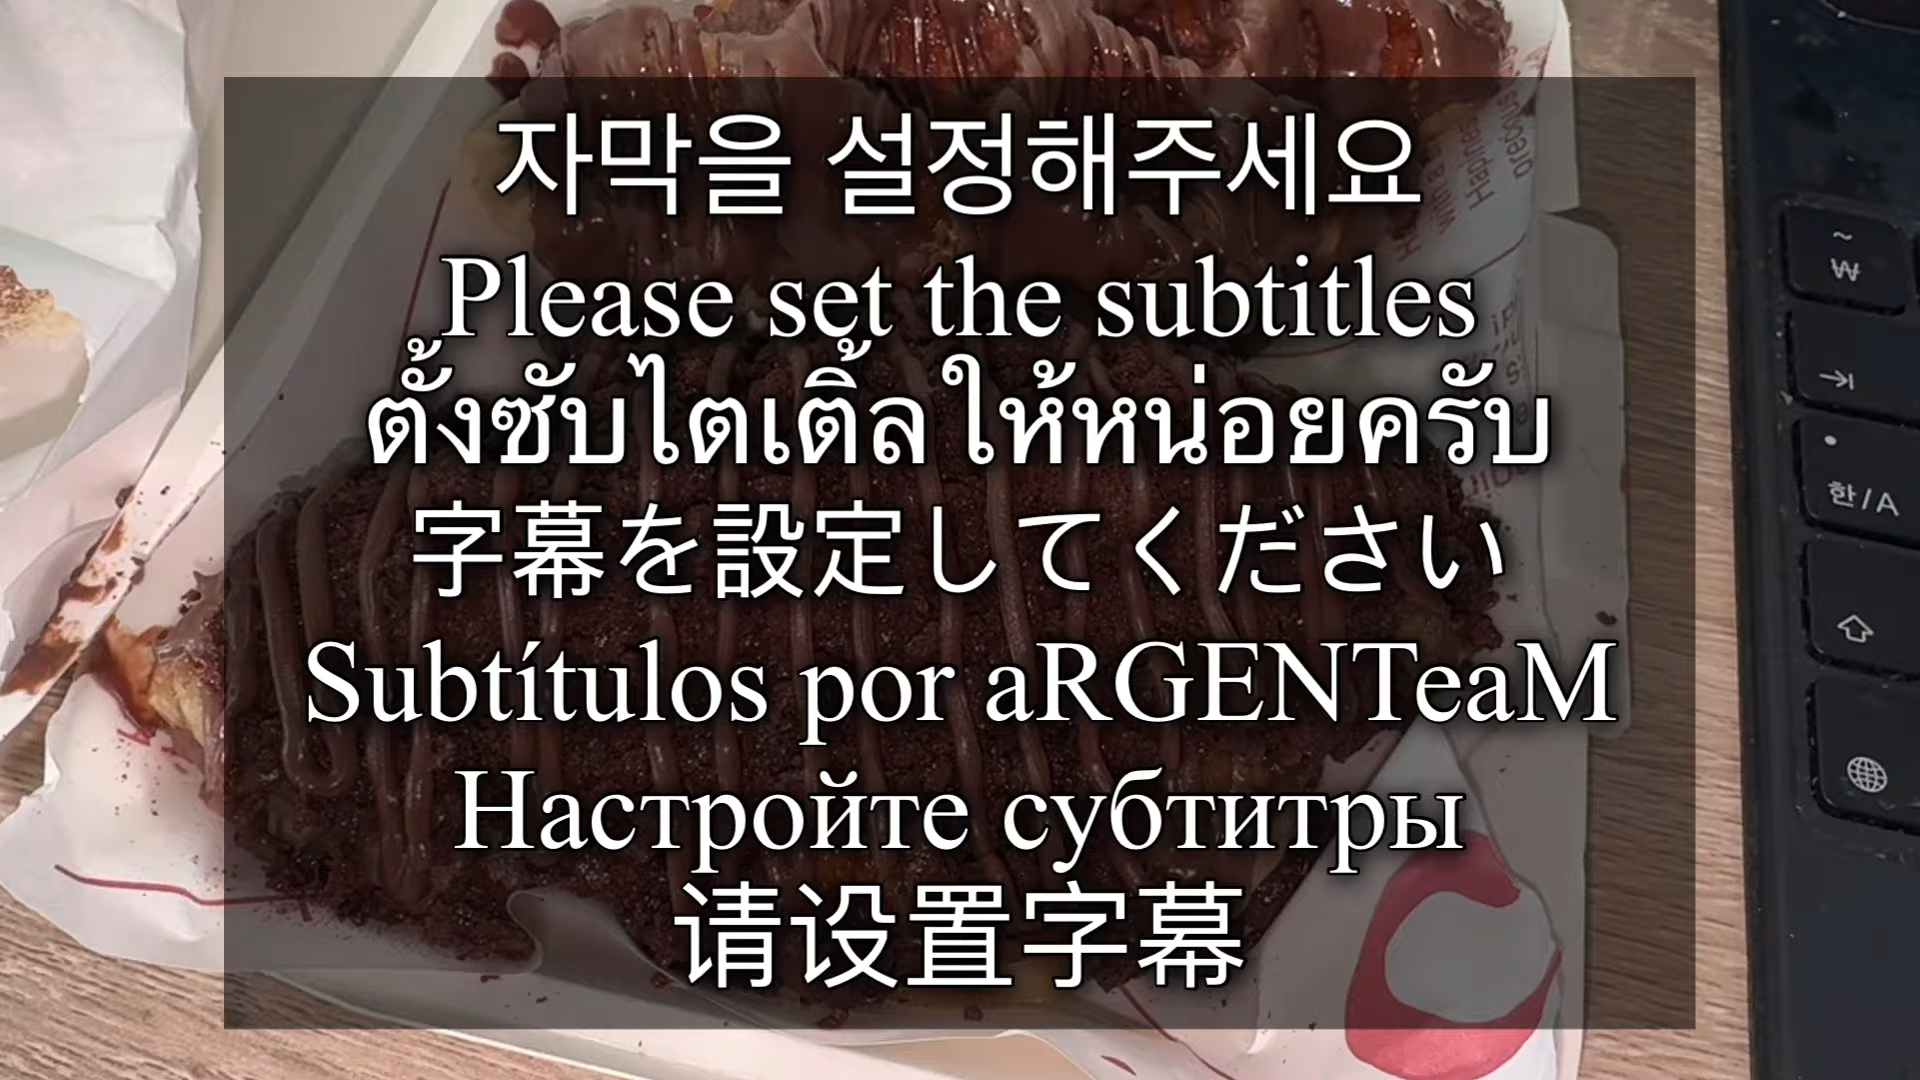 자막을 설정해주세요
Please set the subtitles
ตั้งซับไตเติ้ลให้หน่อยครับ
字幕を設定してください
Subtítulos por aRGENTeaM
Настройте субтитры
请设置字幕
~
₩
한/A